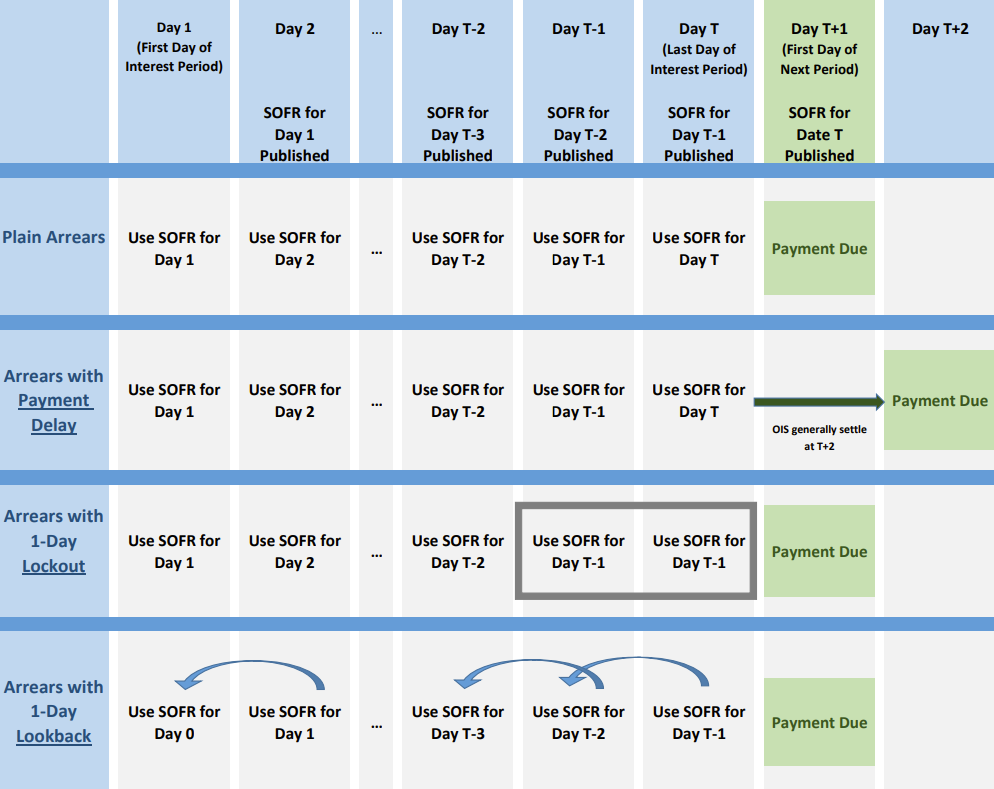 Day 1
(First Day of
Interest Period)
Day 2
SOFR for
Day 1
Published
...
Day T-2
SOFR for
Day T-3
Published
Day T-1
SOFR for
Day T-2
Published
Day T
(Last Day of
Interest Period)
SOFR for
Day T-1
Published
Day T+1
(First Day of
Next Period)
SOFR for
Date T
Published
Day T+2
Plain Arrears
Use SOFR for
Day 1
Use SOFR for
Day 2
...
Use SOFR for
Day T-2
Use SOFR for
Day T-1
Use SOFR for
Day T
Payment Due
Arrears with
Payment
Delay
Use SOFR for
Day 1
Use SOFR for
Day 2
...
Use SOFR for
Day T-2
Use SOFR for
Day T-1
Use SOFR for
Day T
OIS generally settle
at T+2
Payment Due
Arrears with
1-Day
Lockout
Use SOFR for
Day 1
Use SOFR for
Day 2
...
Use SOFR for
Day T-2
Use SOFR for
Day T-1
Use SOFR for
Day T-1
Payment Due
Arrears with
1-Day
Lookback
Use SOFR for
Day 0
Use SOFR for
Day 1
...
Use SOFR for
Day T-3
Use SOFR for
Day T-2
Use SOFR for
Day T-1
Payment Due